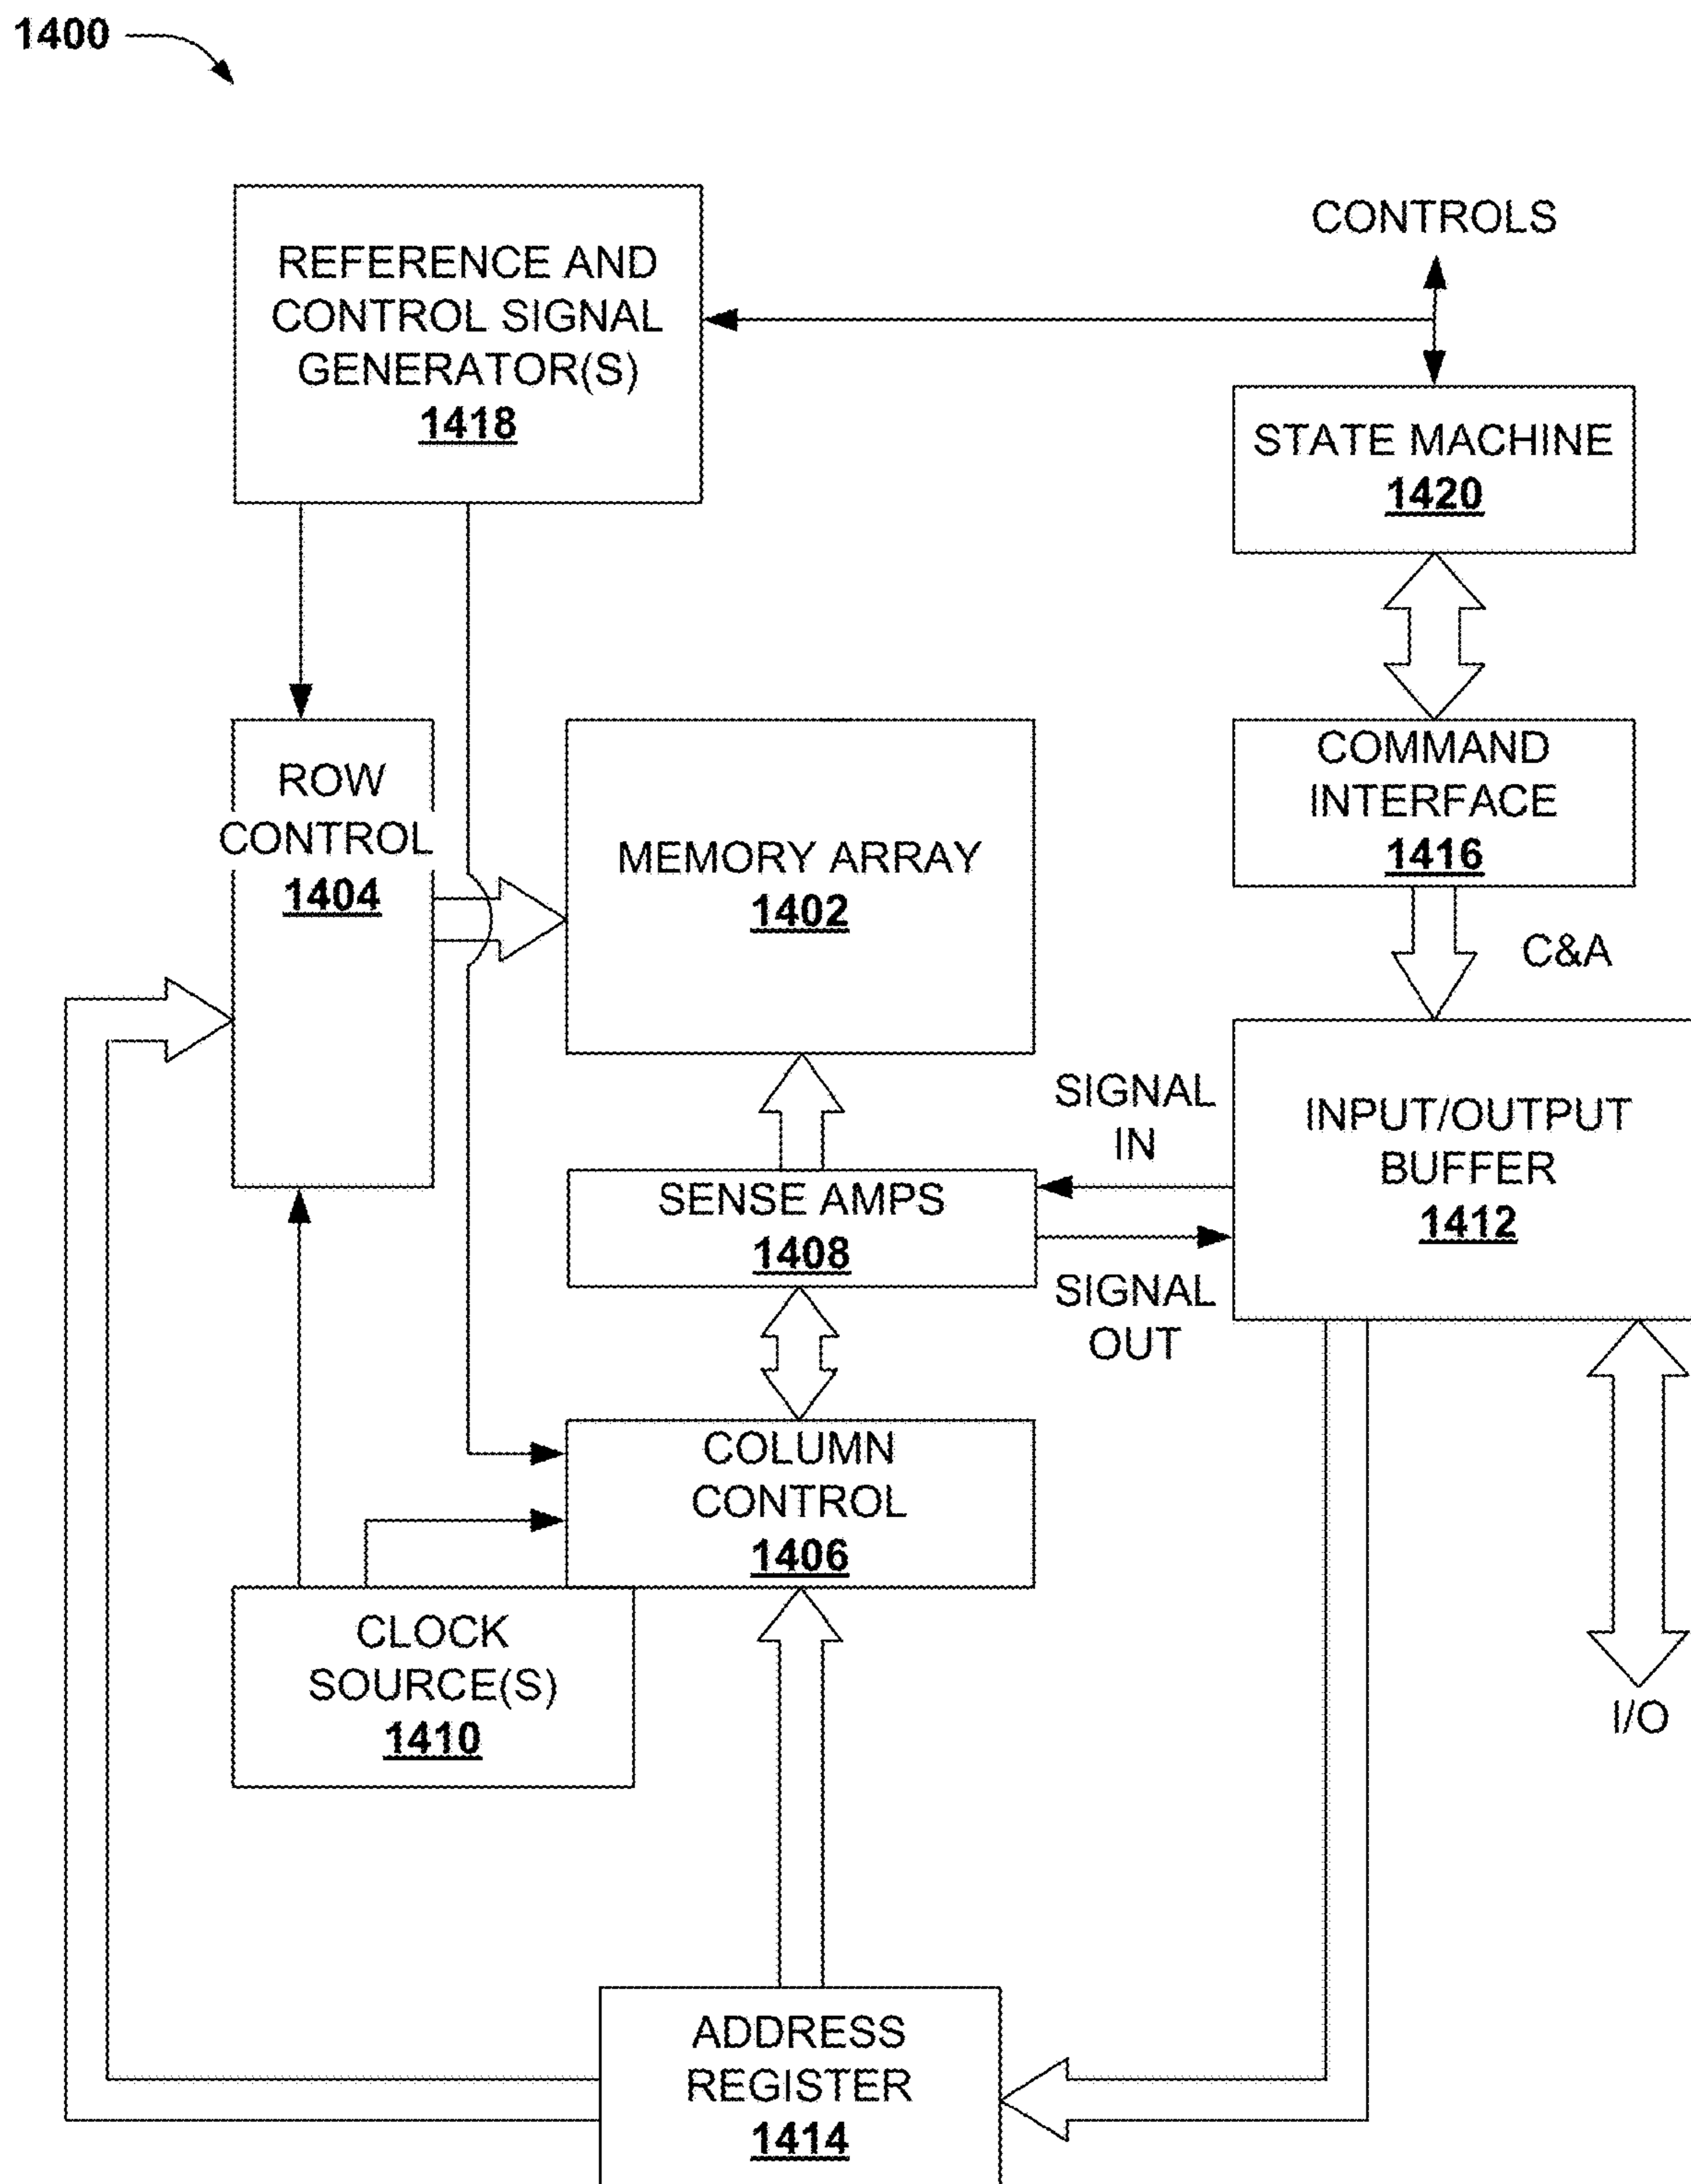 1400
CONTROLS
REFERENCE AND
CONTROL SIGNAL
GENERATOR(S)
1418
STATE MACHINE
1420
ROW
CONTROL
1404
MEMORY ARRAY
1402
COMMAND
INTERFACE
1416
C&A
SIGNAL
IN
INPUT/OUTPUT
BUFFER
1412
SENSE AMPS
1408
SIGNAL
OUT
COLUMN
CONTROL
1406
CLOCK
SOURCE(S)
1410
I/O
ADDRESS
REGISTER
1414